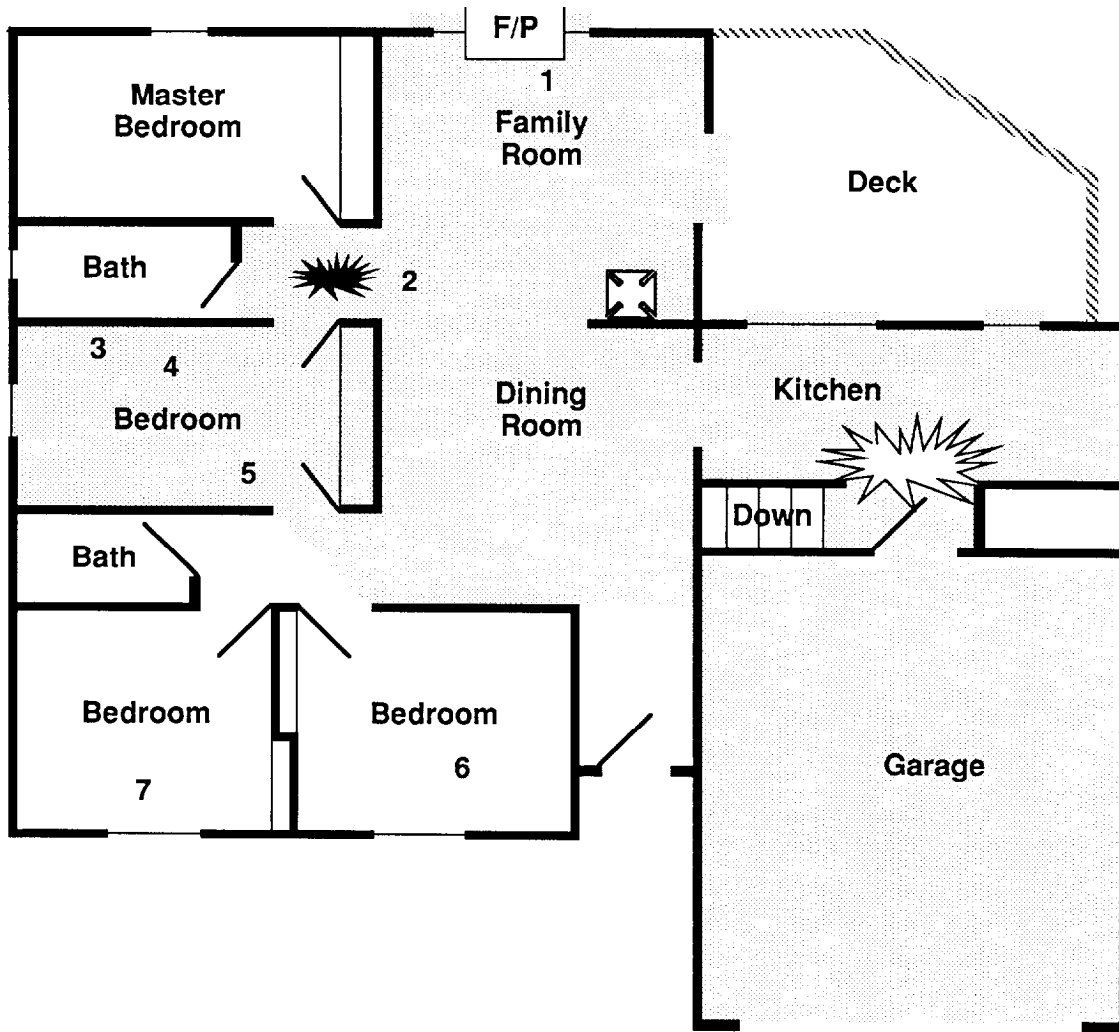 F/P
1
Master
Bedroom
Family
Room
Deck
Bath
2
3
4
Bedroom
5
Dining
Room
Kitchen
Down
Bath
Bedroom
7
Bedroom
6
Garage